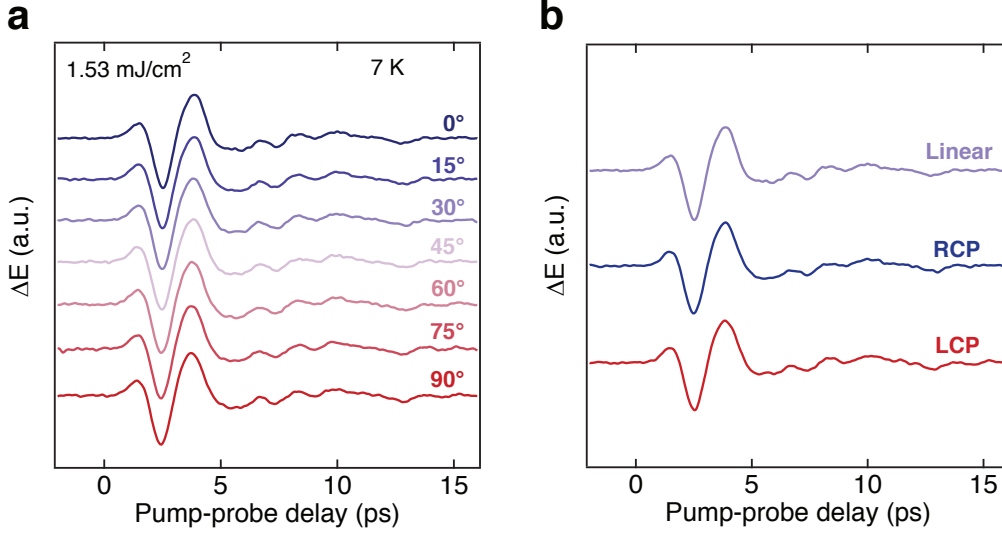 a
1.53 mJ/cm²
7 K
0°
15°
30°
45°
60°
75°
90°
ΔE (a.u.)
0 5 10 15
Pump-probe delay (ps)
b
Linear
RCP
LCP
ΔE (a.u.)
0 5 10 15
Pump-probe delay (ps)